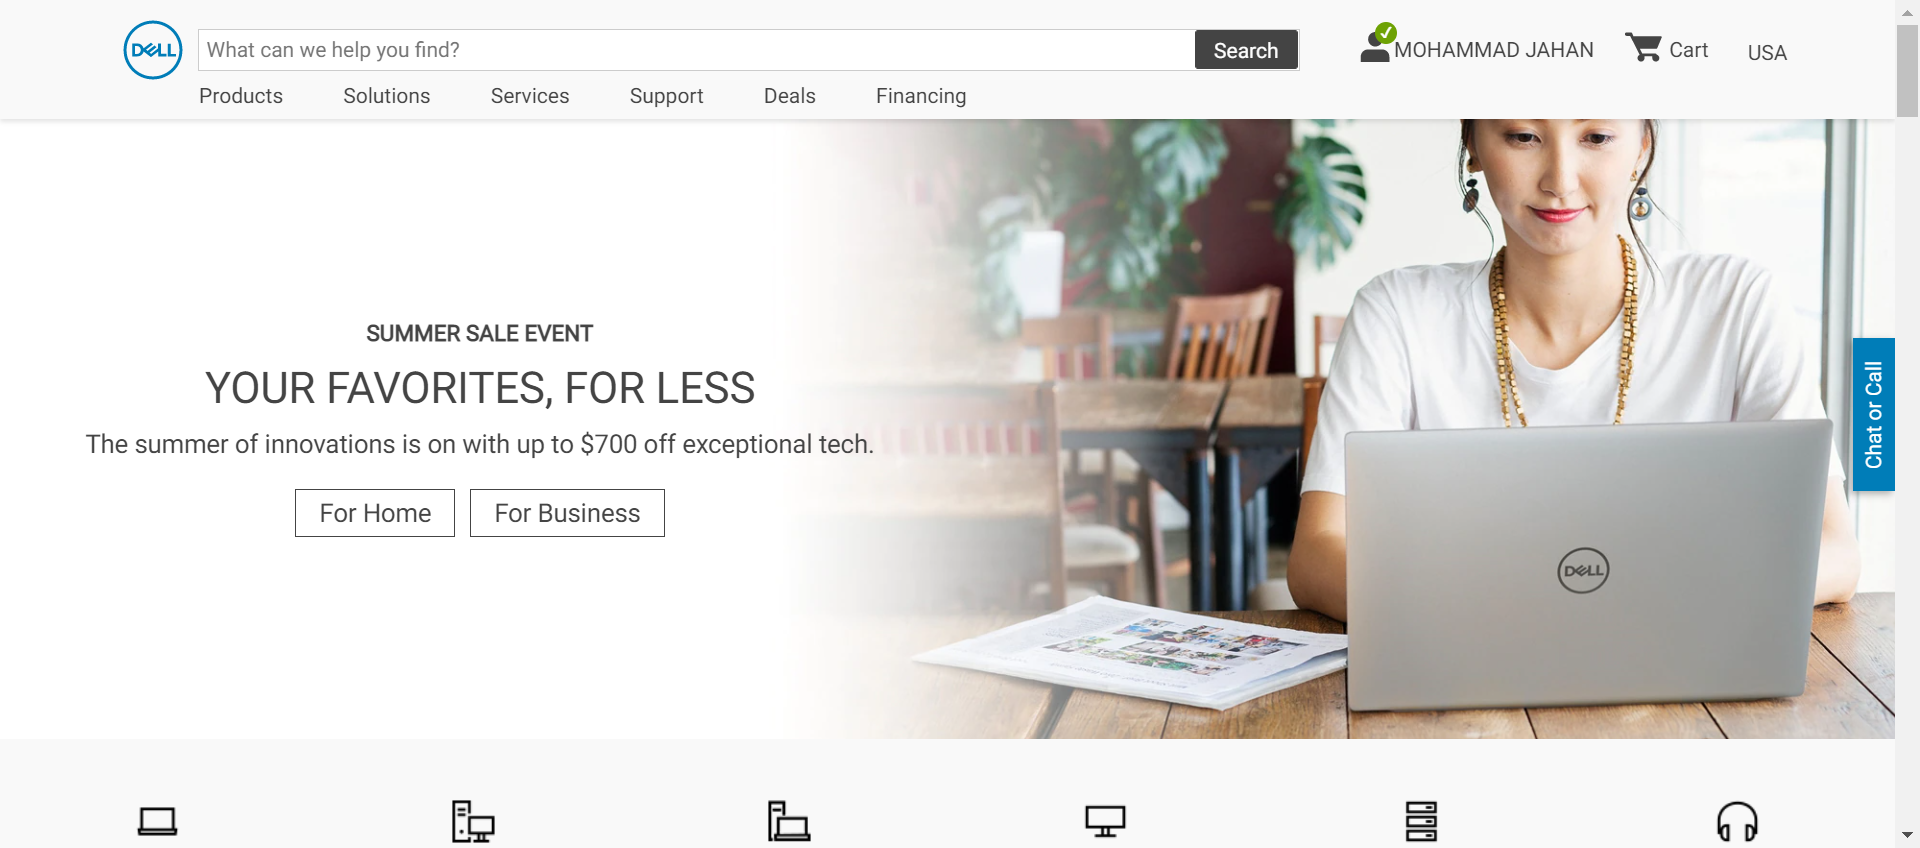 DELL
What can we help you find?
Search
MOHAMMAD JAHAN
Cart
USA
Products
Solutions
Services
Support
Deals
Financing
SUMMER SALE EVENT
YOUR FAVORITES, FOR LESS
The summer of innovations is on with up to $700 off exceptional tech.
For Home
For Business
Chat or Call
DELL